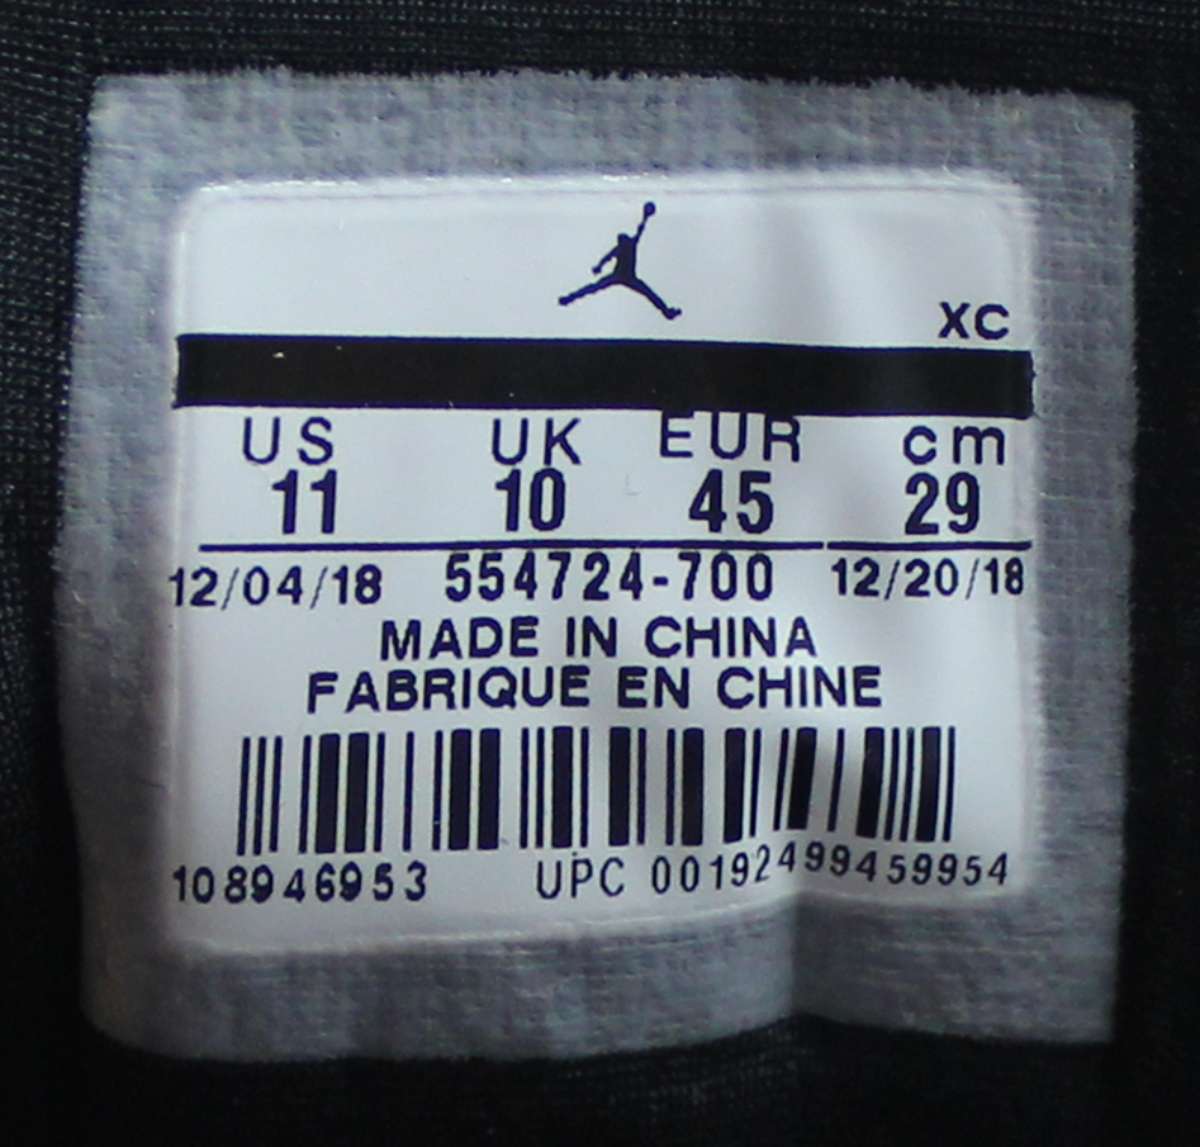 XC
US UK EUR cm
11 10 45 29
12/04/18 554724-700 12/20/18
MADE IN CHINA
FABRIQUE EN CHINE
108946953 UPC 00192499459954